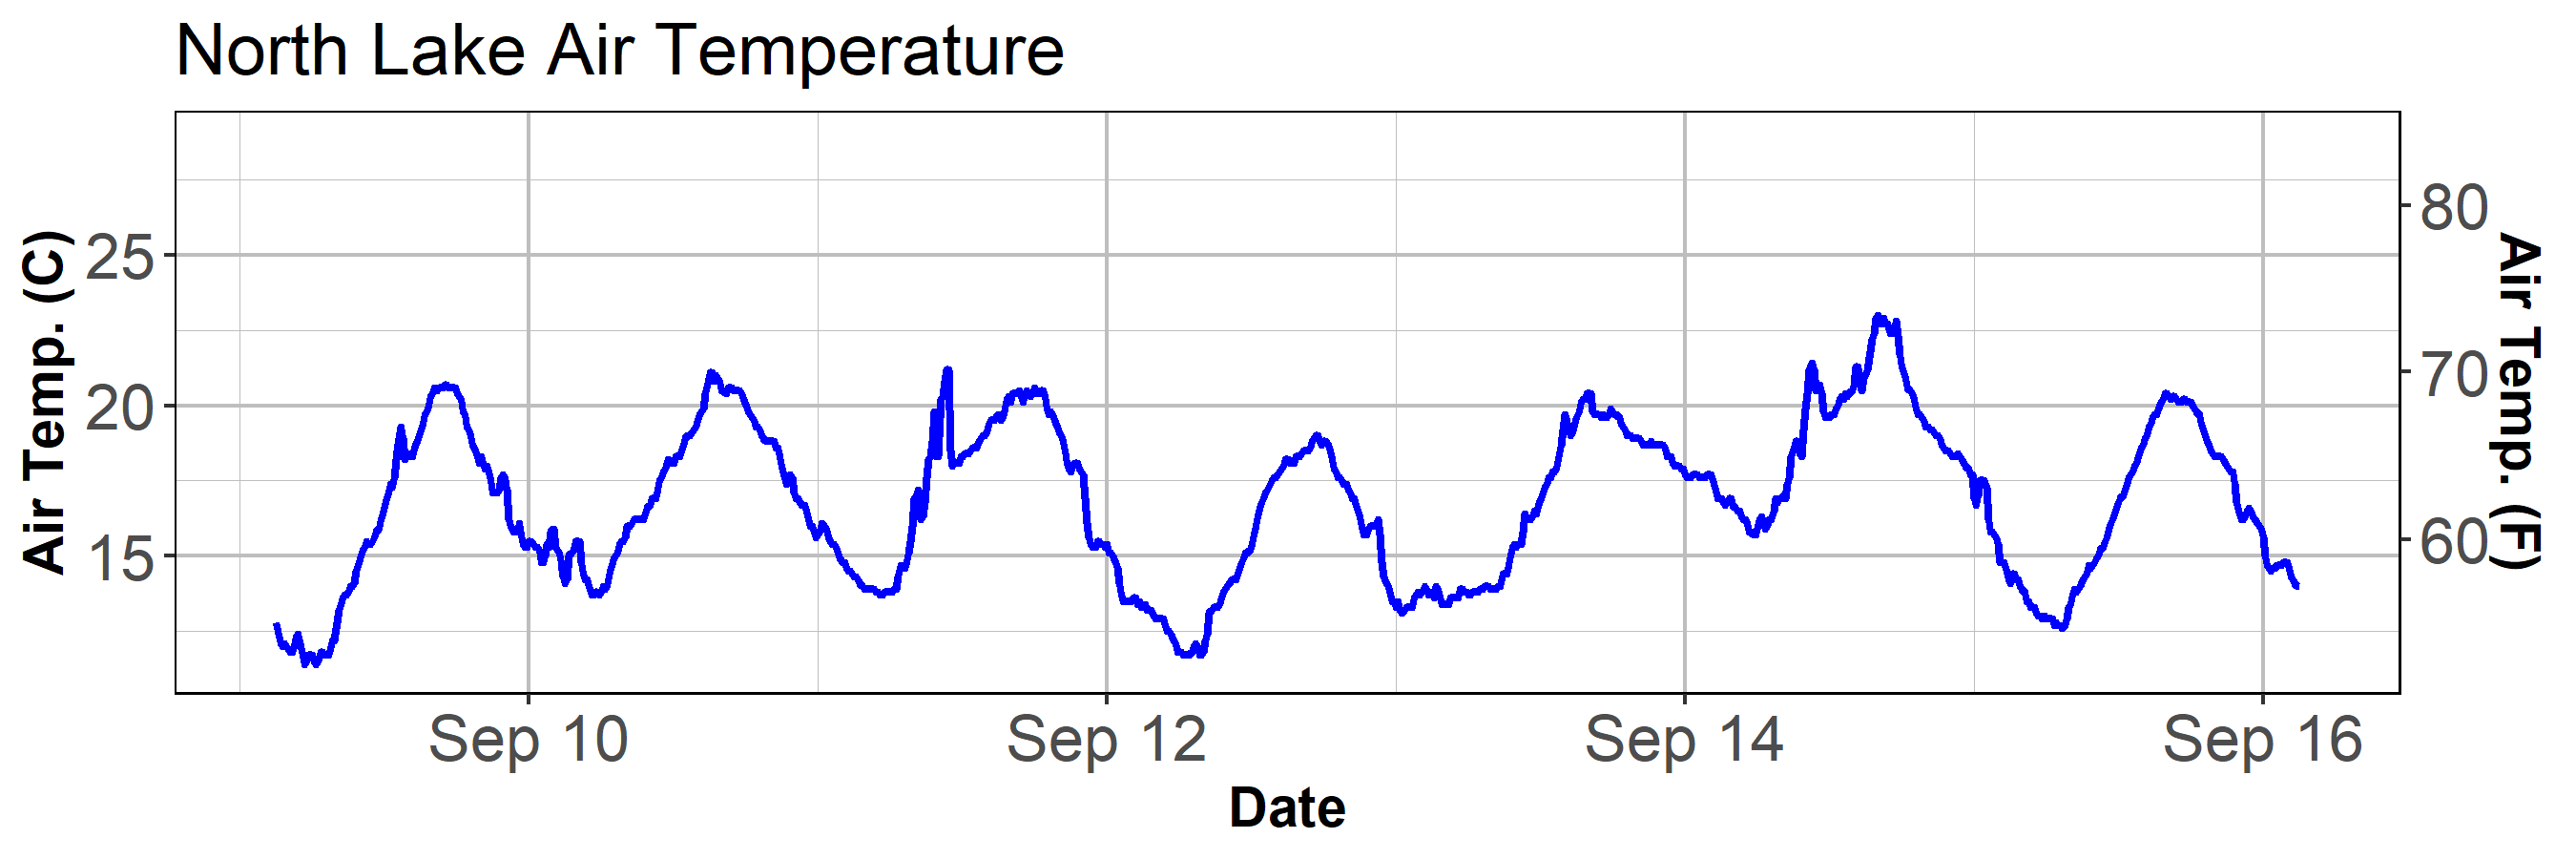 North Lake Air Temperature
Air Temp. (C)
25
20
15
80
70
60
Air Temp. (F)
Sep 10 Sep 12 Sep 14 Sep 16
Date